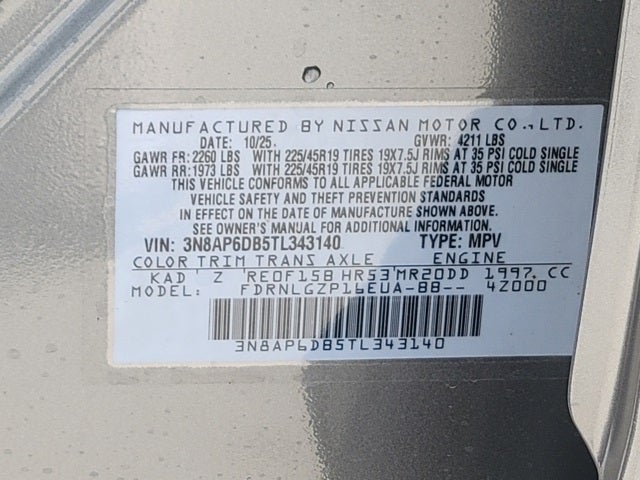 MANUFACTURED BY NISSAN MOTOR CO., LTD.
DATE: 10/25. GVWR: 4211 LBS
GAWR FR: 2260 LBS WITH 225/45R19 TIRES 19X7.5J RIMS AT 35 PSI COLD SINGLE
GAWR RR: 1973 LBS WITH 225/45R19 TIRES 19X7.5J RIMS AT 35 PSI COLD SINGLE
THIS VEHICLE CONFORMS TO ALL APPLICABLE FEDERAL MOTOR
VEHICLE SAFETY AND THEFT PREVENTION STANDARDS
IN EFFECT ON THE DATE OF MANUFACTURE SHOWN ABOVE.
SEE OWNER'S MANUAL FOR ADDITIONAL INFORMATION
VIN: 3N8AP6DB5TL343140 TYPE: MPV
COLOR TRIM TRANS AXLE ENGINE
KAD ' Z 'RE0F15B HR53'MR20DD 1997. CC
MODEL: FDRNLGZP16EUA-BB-- 4Z000
3N8AP6DB5TL343140